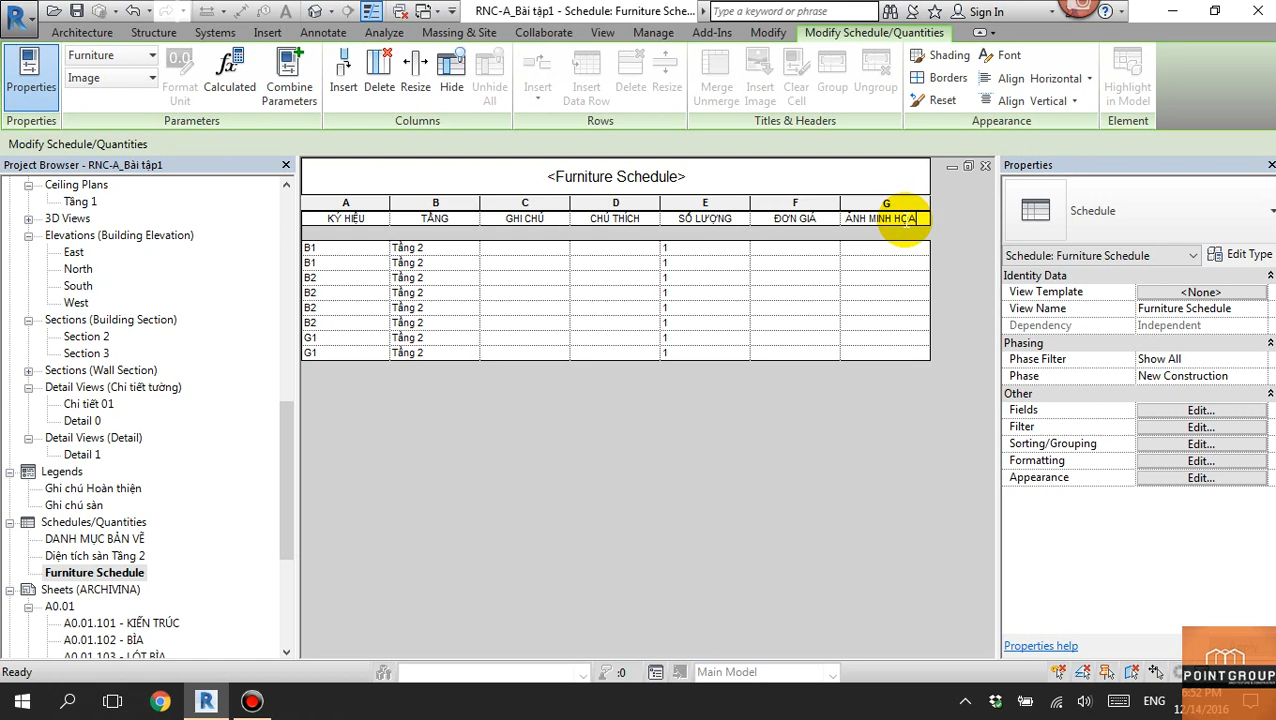 RNC-A_Bài tập1 - Schedule: Furniture Sc...
Type a keyword or phrase
Sign In
Architecture Structure Systems Insert Annotate Analyze Massing & Site Collaborate View Manage Add-Ins Modify Modify Schedule/Quantities
Furniture
Image
Properties
Format Unit
Calculated
Combine Parameters
Insert Delete Resize Hide Unhide All
Insert Insert Data Row Delete Resize
Merge Unmerge Insert Image Clear Cell Group Ungroup
Shading Font
Borders Align Horizontal
Reset Align Vertical
Highlight in Model
Properties Parameters Columns Rows Titles & Headers Appearance Element
Modify Schedule/Quantities
Project Browser - RNC-A_Bài tập1
Ceiling Plans
Tầng 1
3D Views
Elevations (Building Elevation)
East
North
South
West
Sections (Building Section)
Section 2
Section 3
Sections (Wall Section)
Detail Views (Chi tiết tường)
Chi tiết 01
Detail 0
Detail Views (Detail)
Detail 1
Legends
Ghi chú Hoàn thiện
Ghi chú sàn
Schedules/Quantities
DANH MỤC BẢN VẼ
Diện tích sàn Tầng 2
Furniture Schedule
Sheets (ARCHIVINA)
A0.01
A0.01.101 - KIẾN TRÚC
A0.01.102 - BÌA
A0.01.103 - LÓT BÌA
<Furniture Schedule>
A B C D E F G
KÝ HIỆU TẦNG GHI CHÚ CHÚ THÍCH SỐ LƯỢNG ĐƠN GIÁ ẢNH MINH HỌA
B1 Tầng 2 1
B1 Tầng 2 1
B2 Tầng 2 1
B2 Tầng 2 1
B2 Tầng 2 1
B2 Tầng 2 1
G1 Tầng 2 1
G1 Tầng 2 1
Properties
Schedule
Schedule: Furniture Schedule Edit Type
Identity Data
View Template <None>
View Name Furniture Schedule
Dependency Independent
Phasing
Phase Filter Show All
Phase New Construction
Other
Fields Edit...
Filter Edit...
Sorting/Grouping Edit...
Formatting Edit...
Appearance Edit...
Properties help
Ready
:0
Main Model
POINTGROUP
ENG
6:52 PM
12/14/2016